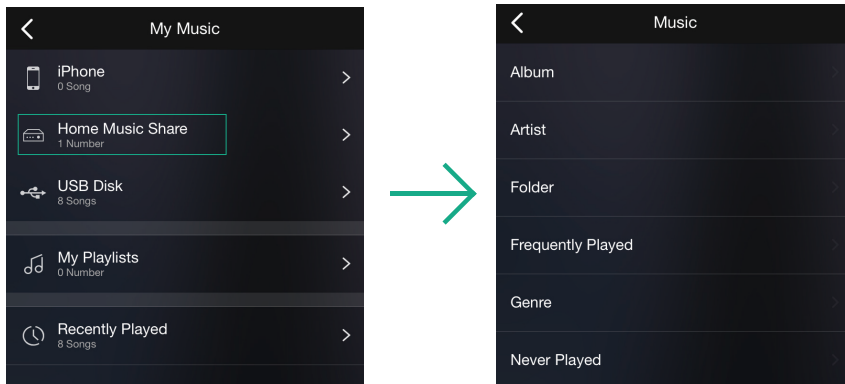 My Music
iPhone
0 Song
Home Music Share
1 Number
USB Disk
8 Songs
My Playlists
0 Number
Recently Played
8 Songs
Music
Album
Artist
Folder
Frequently Played
Genre
Never Played